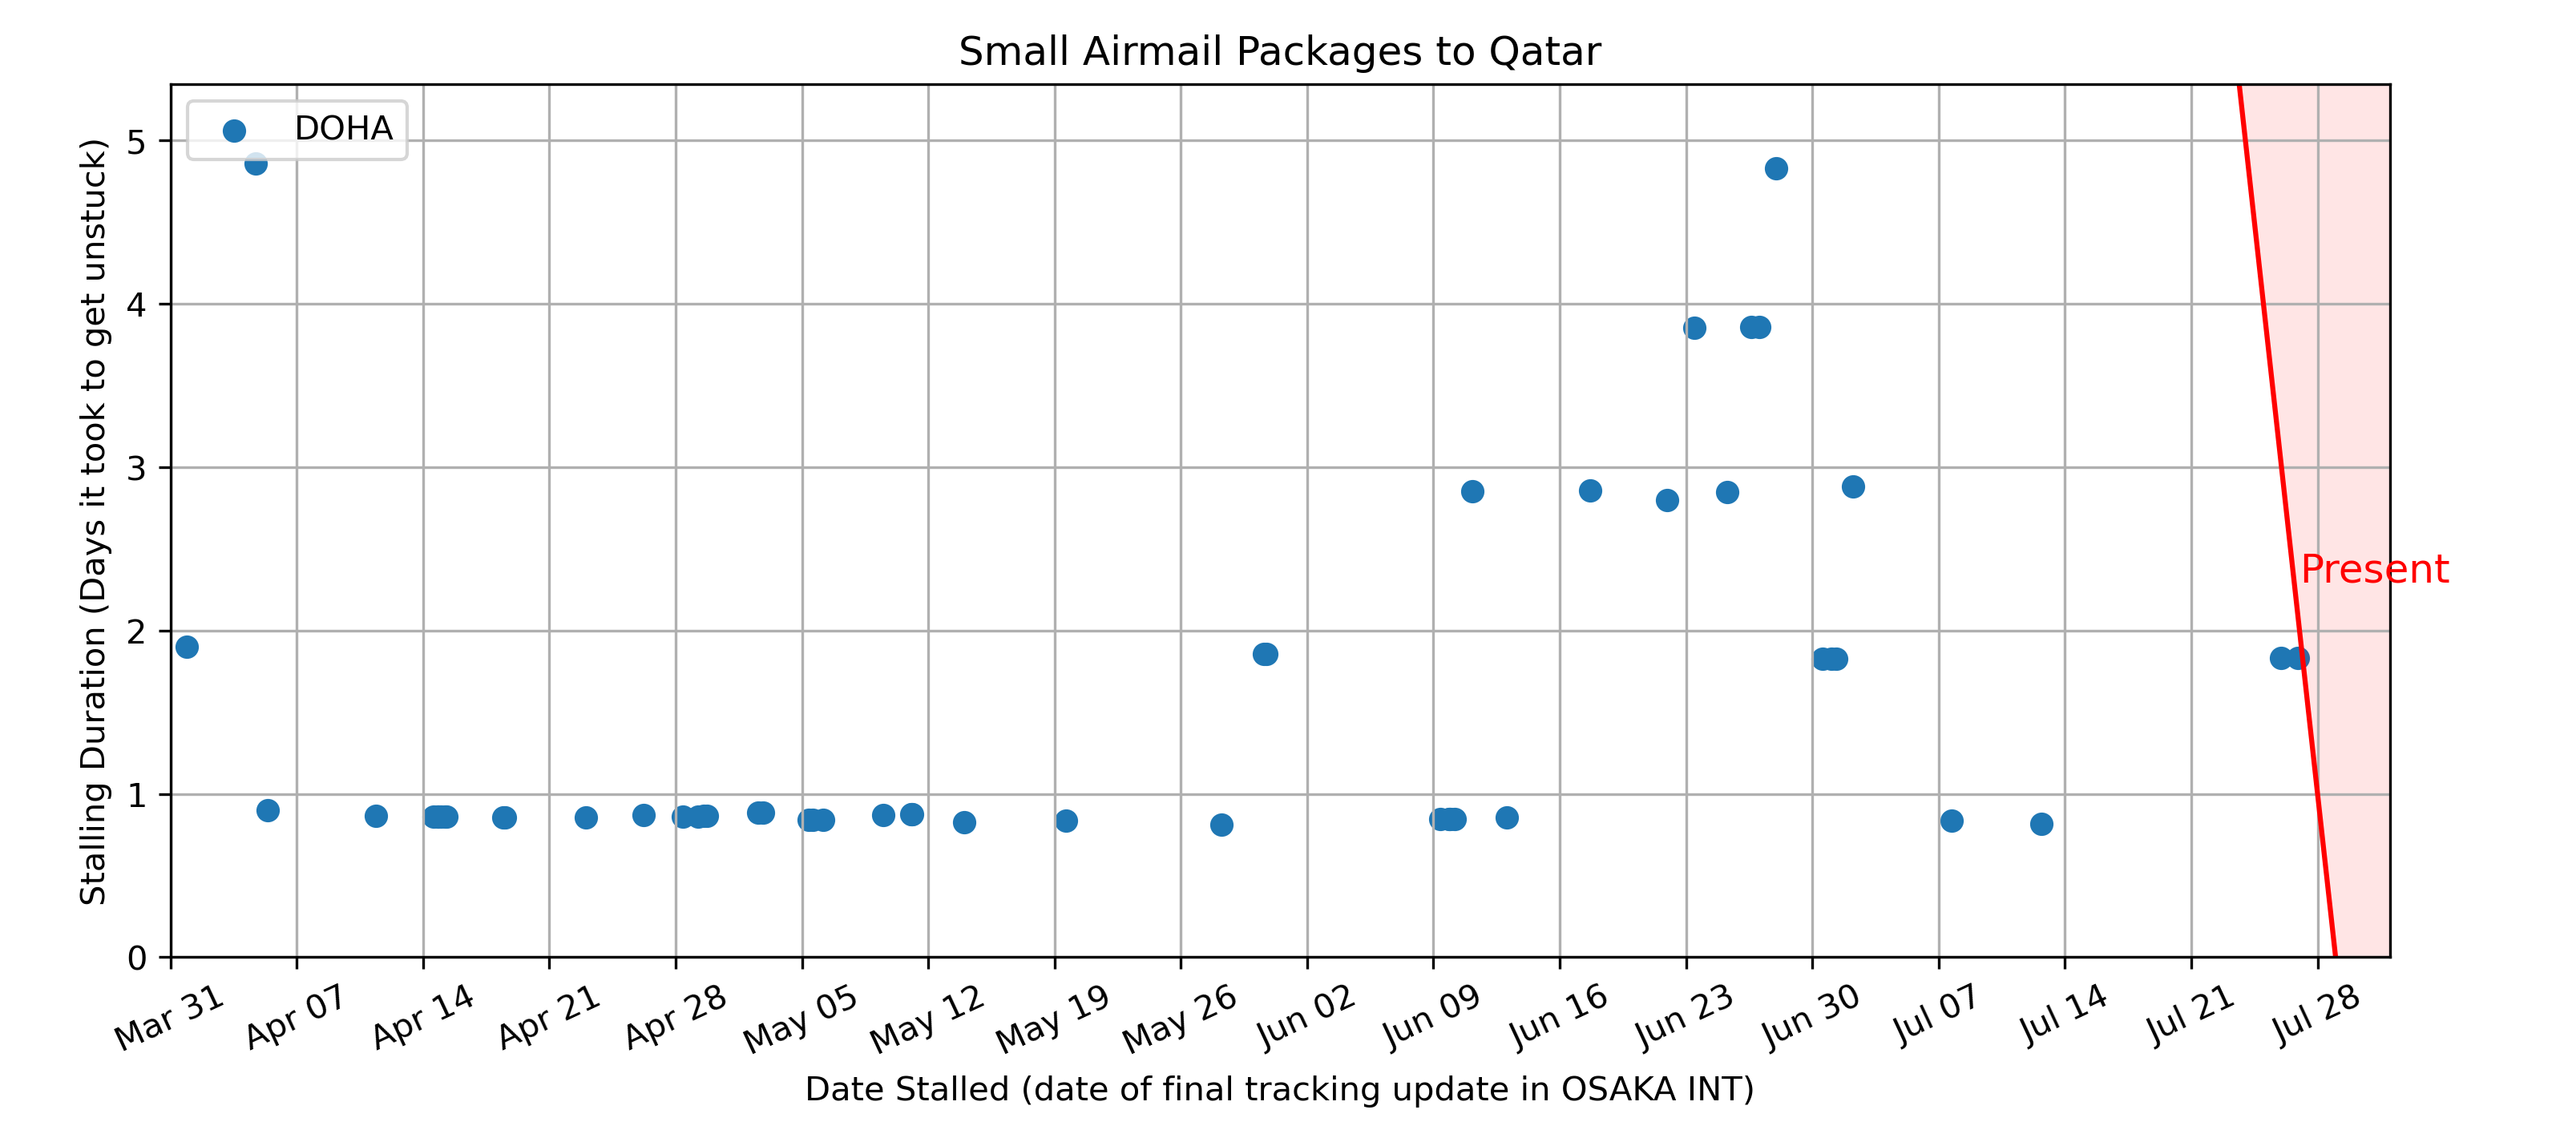 Small Airmail Packages to Qatar
DOHA
Stalling Duration (Days it took to get unstuck)
5
4
3
2
1
0
Present
Mar 31
Apr 07
Apr 14
Apr 21
Apr 28
May 05
May 12
May 19
May 26
Jun 02
Jun 09
Jun 16
Jun 23
Jun 30
Jul 07
Jul 14
Jul 21
Jul 28
Date Stalled (date of final tracking update in OSAKA INT)